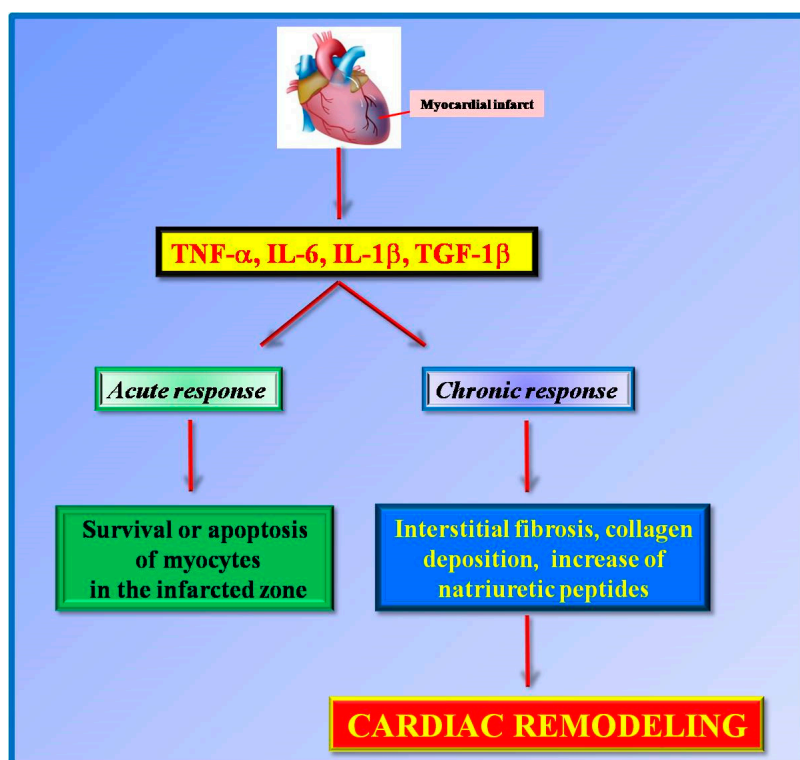 Myocardial infarct
TNF-α, IL-6, IL-1β, TGF-1β
Acute response
Chronic response
Survival or apoptosis
of myocytes
in the infarcted zone
Interstitial fibrosis, collagen
deposition, increase of
natriuretic peptides
CARDIAC REMODELING